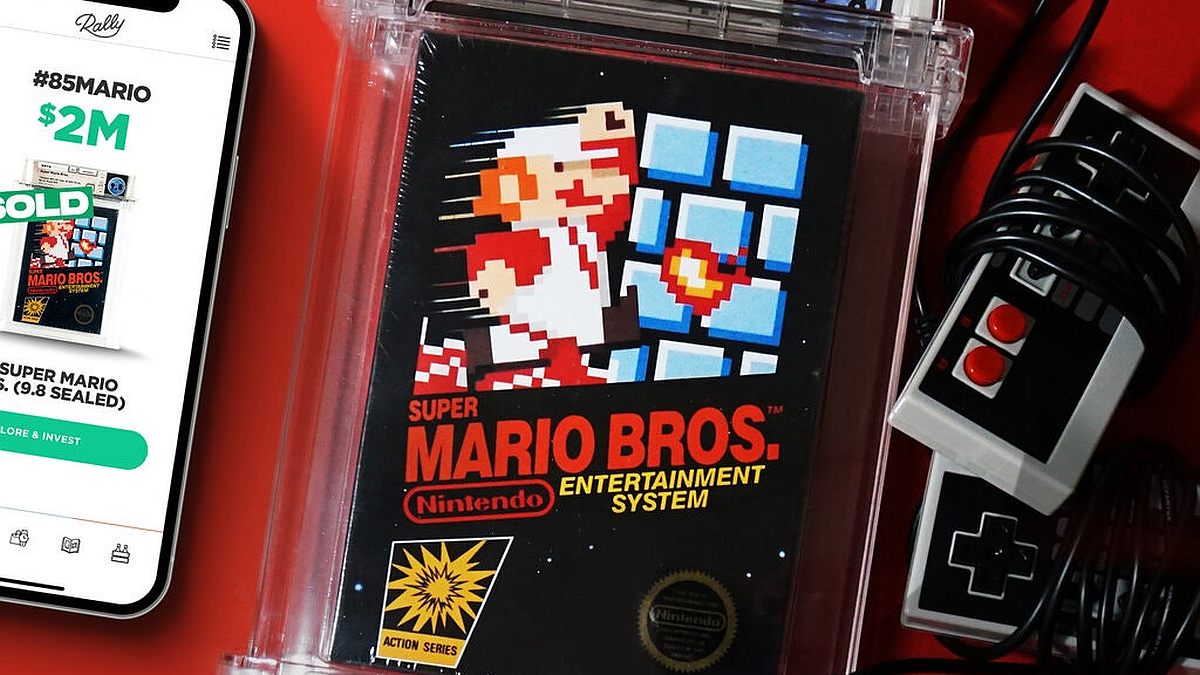 Rally
#85MARIO
$2M
SOLD
SUPER
MARIO BROS.
Nintendo
ENTERTAINMENT
SYSTEM
SUPER MARIO
S. (9.8 SEALED)
LORE & INVEST
SUPER
MARIO BROS.™
Nintendo
ENTERTAINMENT
SYSTEM
ACTION SERIES
Nintendo